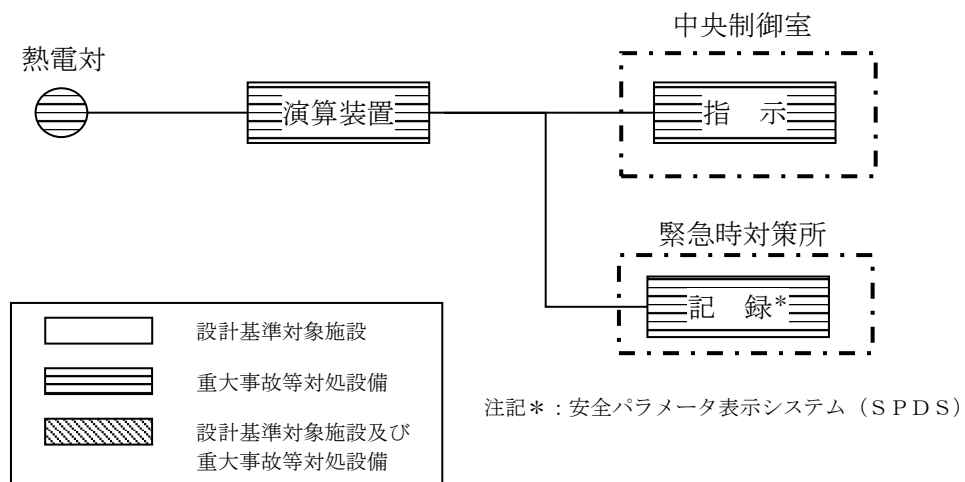 中央制御室
熱電対
演算装置
指　示
緊急時対策所
記　録*
設計基準対象施設
重大事故等対処設備
設計基準対象施設及び
重大事故等対処設備
注記＊：安全パラメータ表示システム（ＳＰＤＳ）